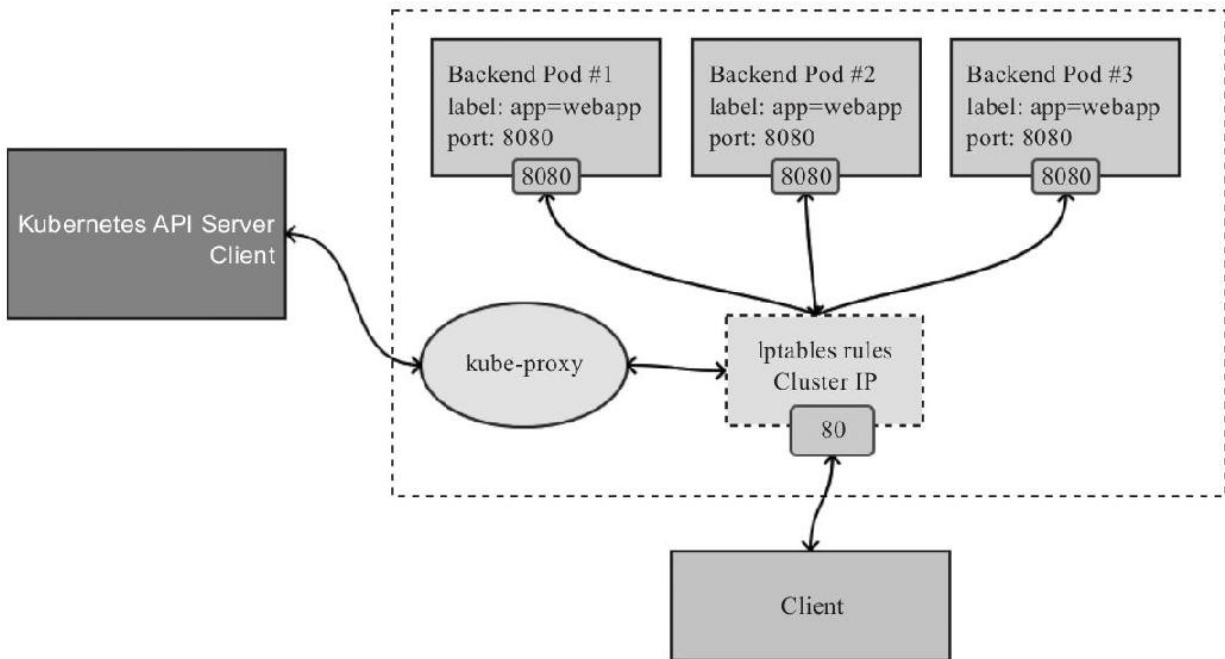 Backend Pod #1
label: app=webapp
port: 8080
8080
Backend Pod #2
label: app=webapp
port: 8080
8080
Backend Pod #3
label: app=webapp
port: 8080
8080
Kubernetes API Server
Client
kube-proxy
Iptables rules
Cluster IP
80
Client